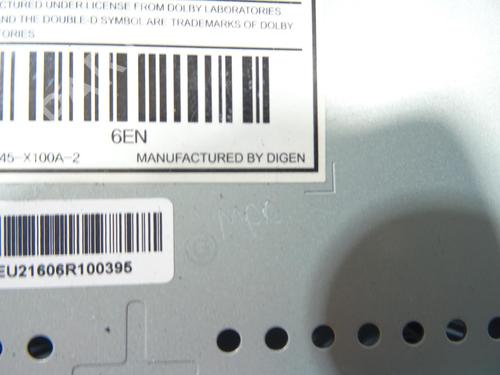 CTURED UNDER LICENSE FROM DOLBY LABORATORIES.
AND THE DOUBLE-D SYMBOL ARE TRADEMARKS OF DOLBY
TORIES
6EN
45-X100A-2
MANUFACTURED BY DIGEN
EU21606R100395